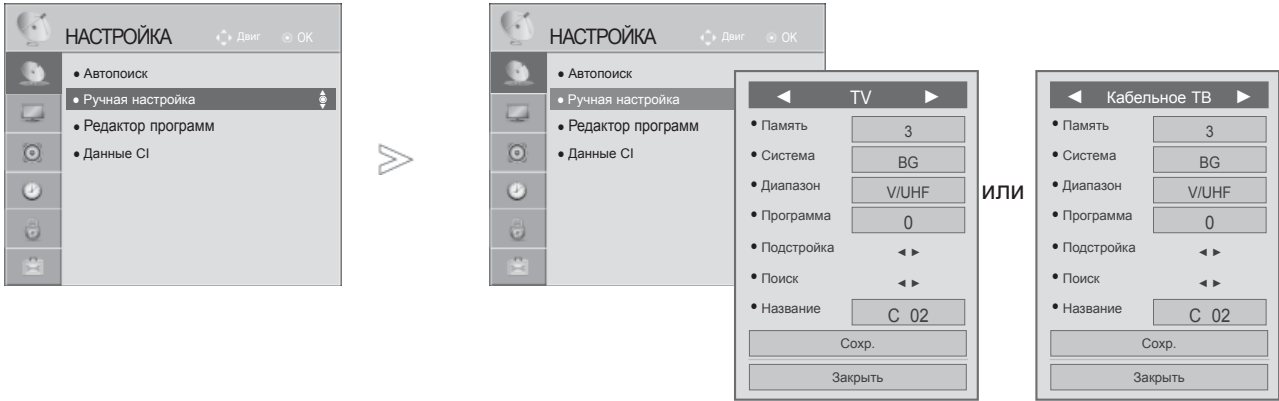 НАСТРОЙКА Двиг ОК
• Автопоиск
• Ручная настройка
• Редактор программ
• Данные CI
НАСТРОЙКА Двиг ОК
• Автопоиск
• Ручная настройка
• Редактор программ
• Данные CI
◄ TV ►
• Память 3
• Система BG
• Диапазон V/UHF
• Программа 0
• Подстройка ◄ ►
• Поиск ◄ ►
• Название C 02
Сохр.
Закрыть
или
◄ Кабельное ТВ ►
• Память 3
• Система BG
• Диапазон V/UHF
• Программа 0
• Подстройка ◄ ►
• Поиск ◄ ►
• Название C 02
Сохр.
Закрыть